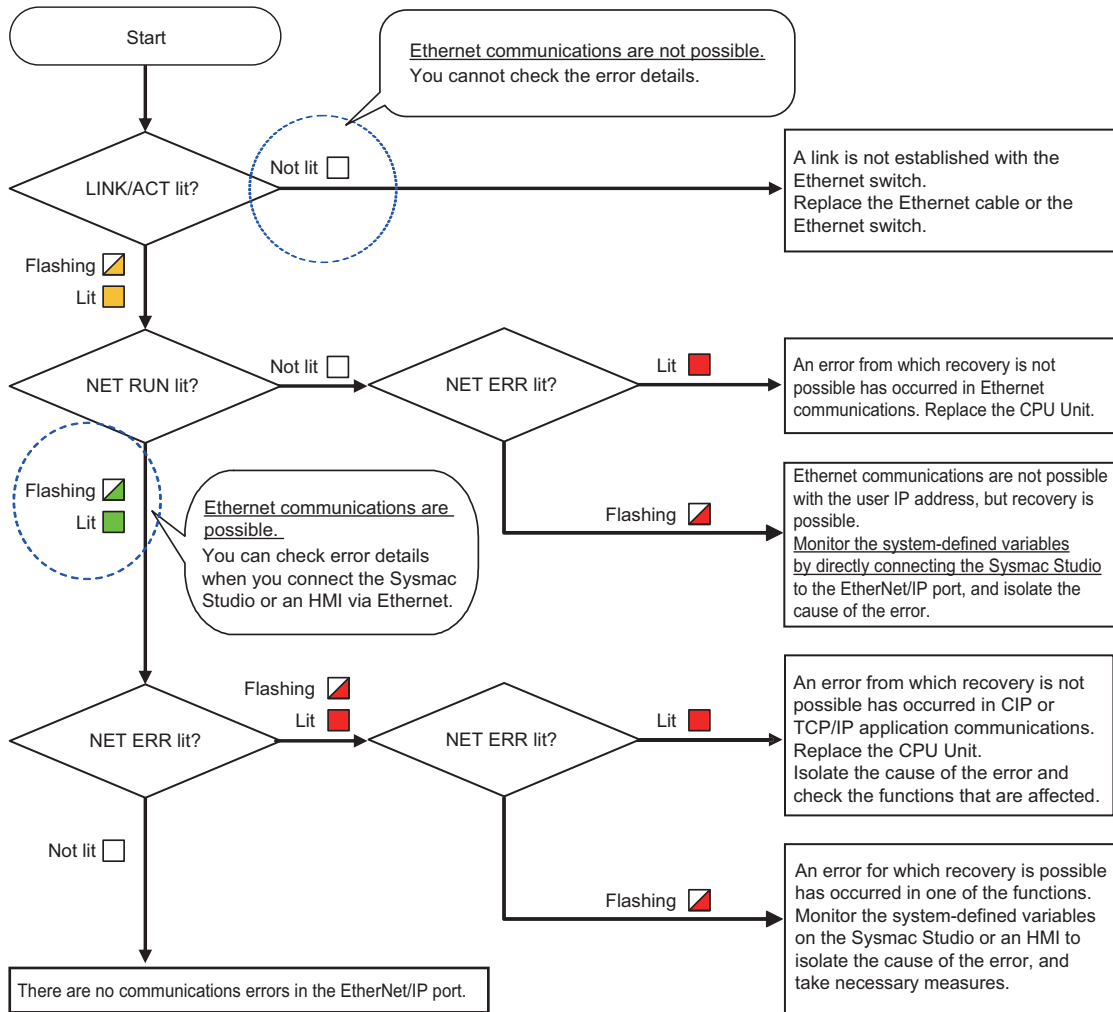 Start
Ethernet communications are not possible.
You cannot check the error details.
LINK/ACT lit?
Not lit
A link is not established with the
Ethernet switch.
Replace the Ethernet cable or the
Ethernet switch.
Flashing
Lit
NET RUN lit?
Not lit
NET ERR lit?
Lit
An error from which recovery is not
possible has occurred in Ethernet
communications. Replace the CPU Unit.
Flashing
Lit
Ethernet communications are
possible.
You can check error details
when you connect the Sysmac
Studio or an HMI via Ethernet.
Flashing
Ethernet communications are not possible
with the user IP address, but recovery is
possible.
Monitor the system-defined variables
by directly connecting the Sysmac Studio
to the EtherNet/IP port, and isolate the
cause of the error.
NET ERR lit?
Flashing
Lit
NET ERR lit?
Lit
An error from which recovery is not
possible has occurred in CIP or
TCP/IP application communications.
Replace the CPU Unit.
Isolate the cause of the error and
check the functions that are affected.
Not lit
Flashing
An error for which recovery is possible
has occurred in one of the functions.
Monitor the system-defined variables
on the Sysmac Studio or an HMI to
isolate the cause of the error, and
take necessary measures.
There are no communications errors in the EtherNet/IP port.